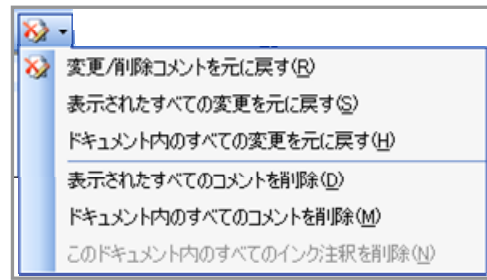 変更/削除コメントを元に戻す(R)
表示されたすべての変更を元に戻す(S)
ドキュメント内のすべての変更を元に戻す(H)
表示されたすべてのコメントを削除(D)
ドキュメント内のすべてのコメントを削除(M)
このドキュメント内のすべてのインク注釈を削除(N)